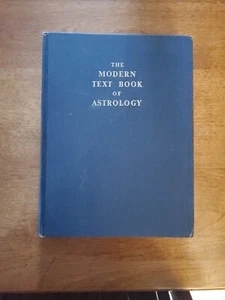 THE
MODERN
TEXT BOOK
OF
ASTROLOGY